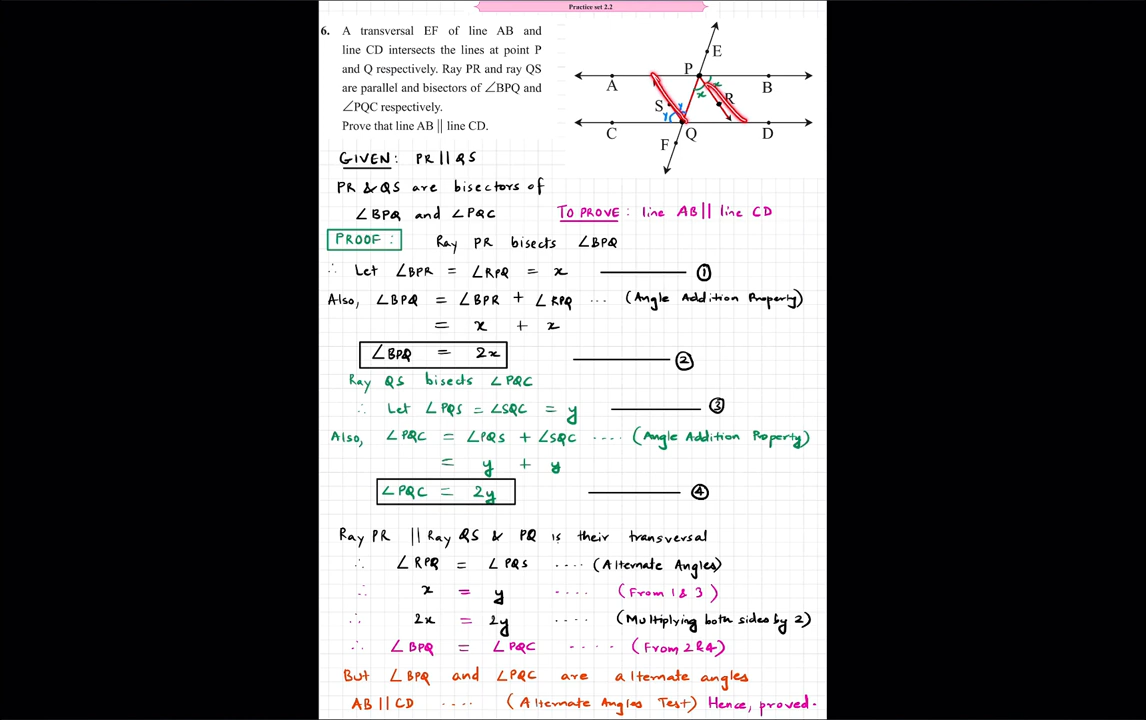 Practice set 2.2
6. A transversal EF of line AB and
line CD intersects the lines at point P
and Q respectively. Ray PR and ray QS
are parallel and bisectors of ∠BPQ and
∠PQC respectively.
Prove that line AB || line CD.
E
P
x
A
x
R
B
S
y
y
C
Q
D
F
GIVEN: PR || QS
PR & QS are bisectors of
∠BPQ and ∠PQC
TO PROVE: line AB || line CD
PROOF: Ray PR bisects ∠BPQ
∴ Let ∠BPR = ∠RPQ = x ——— ①
Also, ∠BPQ = ∠BPR + ∠RPQ ... (Angle Addition Property)
= x + x
∠BPQ = 2x ——— ②
Ray QS bisects ∠PQC
∴ Let ∠PQS = ∠SQC = y ——— ③
Also, ∠PQC = ∠PQS + ∠SQC .... (Angle Addition Property)
= y + y
∠PQC = 2y ——— ④
Ray PR || Ray QS & PQ is their transversal
∴ ∠RPQ = ∠PQS .... (Alternate Angles)
∴ x = y .... (From 1 & 3)
∴ 2x = 2y .... (Multiplying both sides by 2)
∴ ∠BPQ = ∠PQC .... (From 2 & 4)
But ∠BPQ and ∠PQC are alternate angles
AB || CD .... (Alternate Angles Test) Hence, proved.